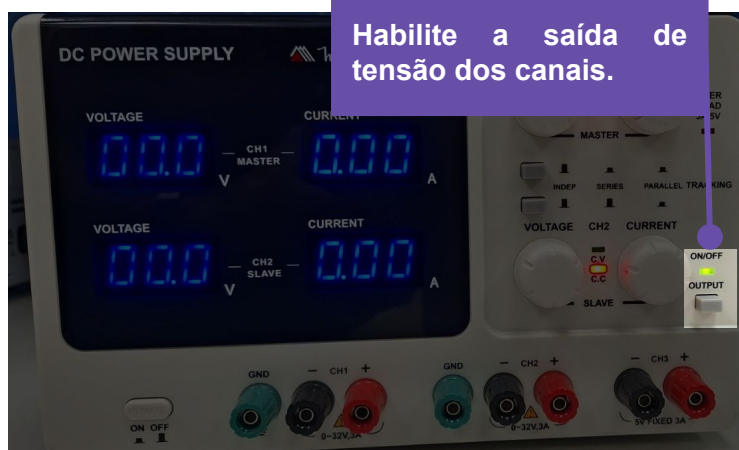 Habilite a saída de
tensão dos canais.
DC POWER SUPPLY
VOLTAGE
CURRENT
00.0 V
CH1
MASTER
0.00 A
VOLTAGE
CURRENT
00.0 V
CH2
SLAVE
0.00 A
MASTER
INDEP SERIES PARALLEL TRACKING
VOLTAGE CH2 CURRENT
C.V
C.C
SLAVE
ON/OFF
OUTPUT
GND − CH1 + GND − CH2 + − CH3 +
0~32V,3A 0~32V,3A 5V FIXED 3A
ON OFF